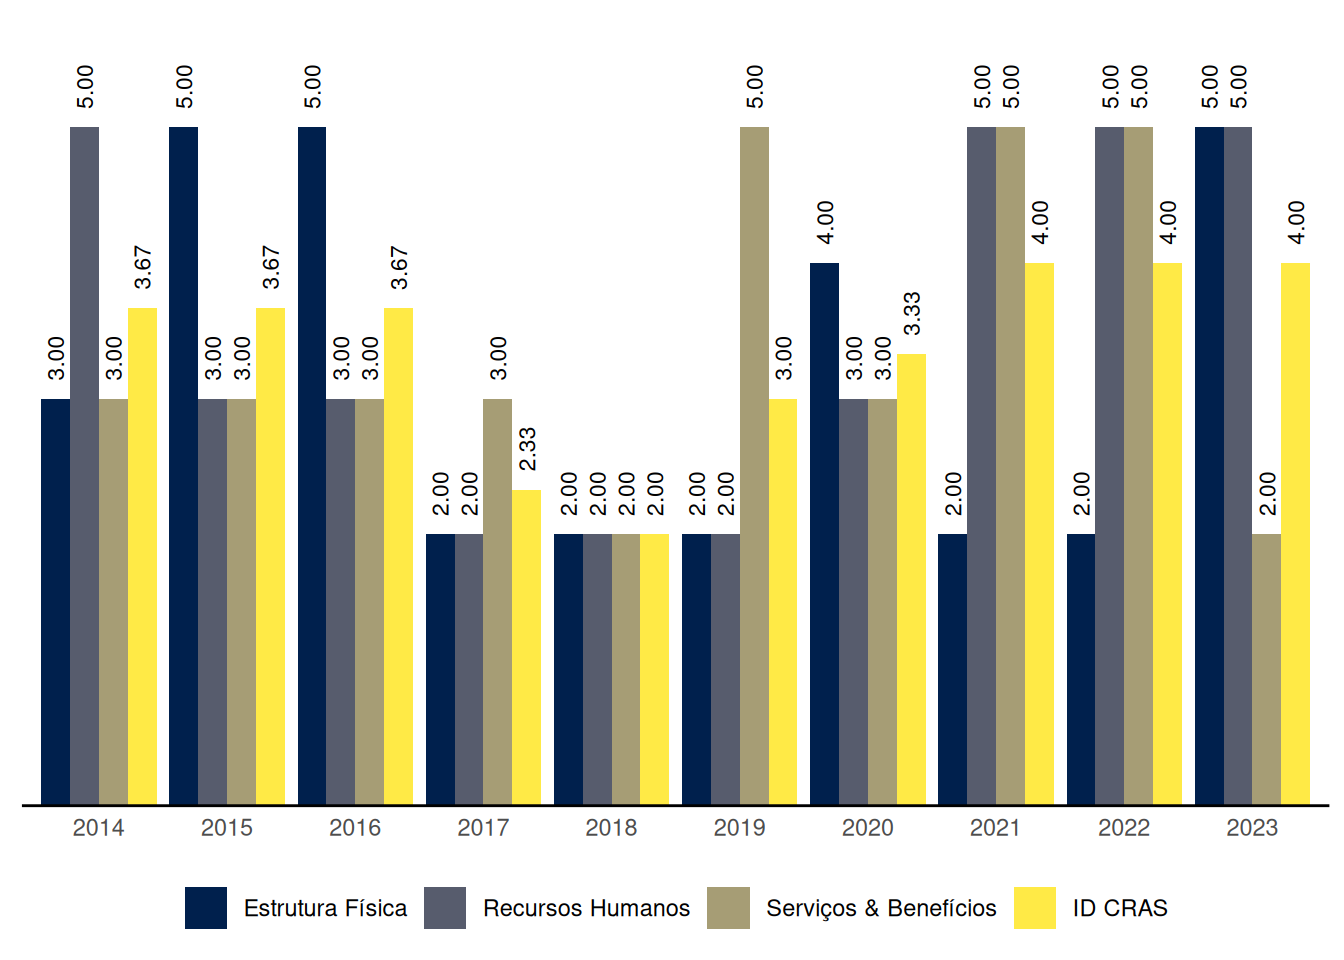 3.00 5.00 3.00 3.67
5.00 3.00 3.00 3.67
5.00 3.00 3.00 3.67
2.00 2.00 3.00 2.33
2.00 2.00 2.00 2.00
2.00 2.00 5.00 3.00
4.00 3.00 3.00 3.33
2.00 5.00 5.00 4.00
2.00 5.00 5.00 4.00
5.00 5.00 2.00 4.00
2014 2015 2016 2017 2018 2019 2020 2021 2022 2023
Estrutura Física Recursos Humanos Serviços & Benefícios ID CRAS